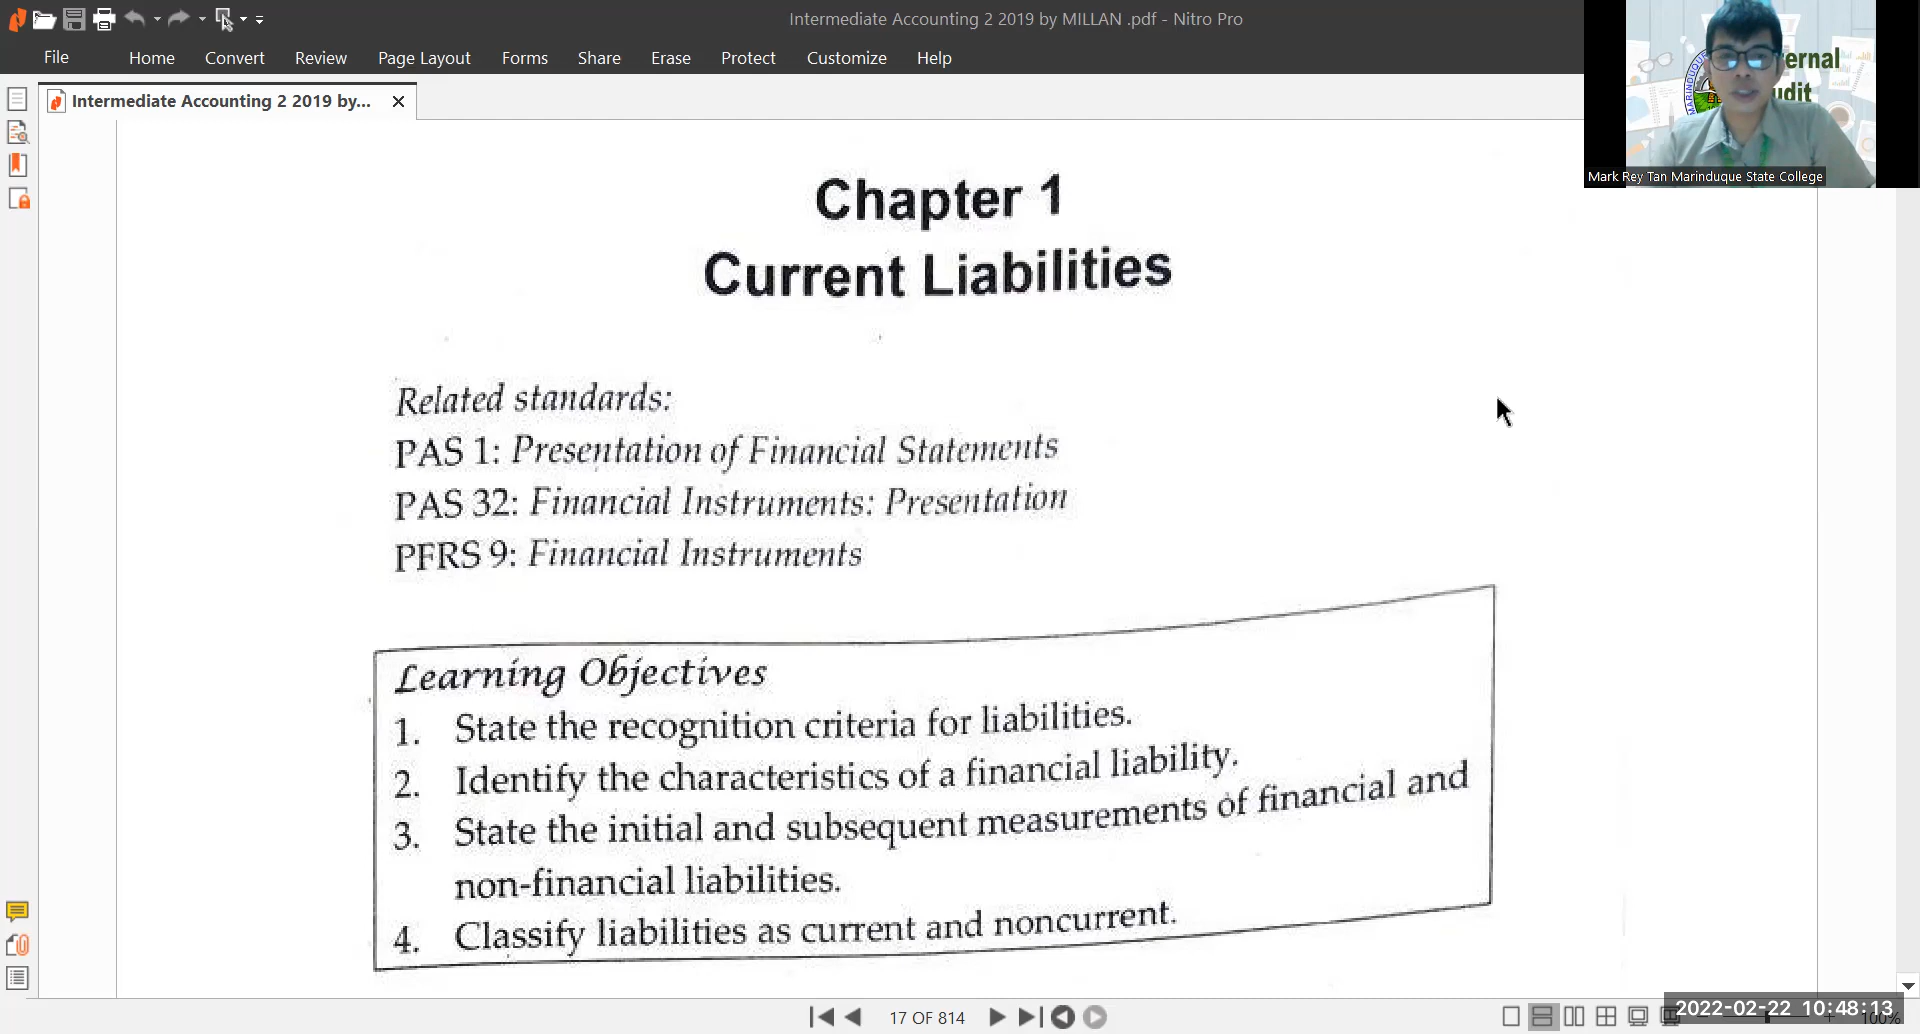 Intermediate Accounting 2 2019 by MILLAN .pdf - Nitro Pro
File Home Convert Review Page Layout Forms Share Erase Protect Customize Help
Intermediate Accounting 2 2019 by...
ernal
udit
MARINDUQUE
Mark Rey Tan Marinduque State College
Chapter 1
Current Liabilities
Related standards:
PAS 1: Presentation of Financial Statements
PAS 32: Financial Instruments: Presentation
PFRS 9: Financial Instruments
Learning Objectives
1. State the recognition criteria for liabilities.
2. Identify the characteristics of a financial liability.
3. State the initial and subsequent measurements of financial and
non-financial liabilities.
4. Classify liabilities as current and noncurrent.
17 OF 814
2022-02-22 10:48:13
100%